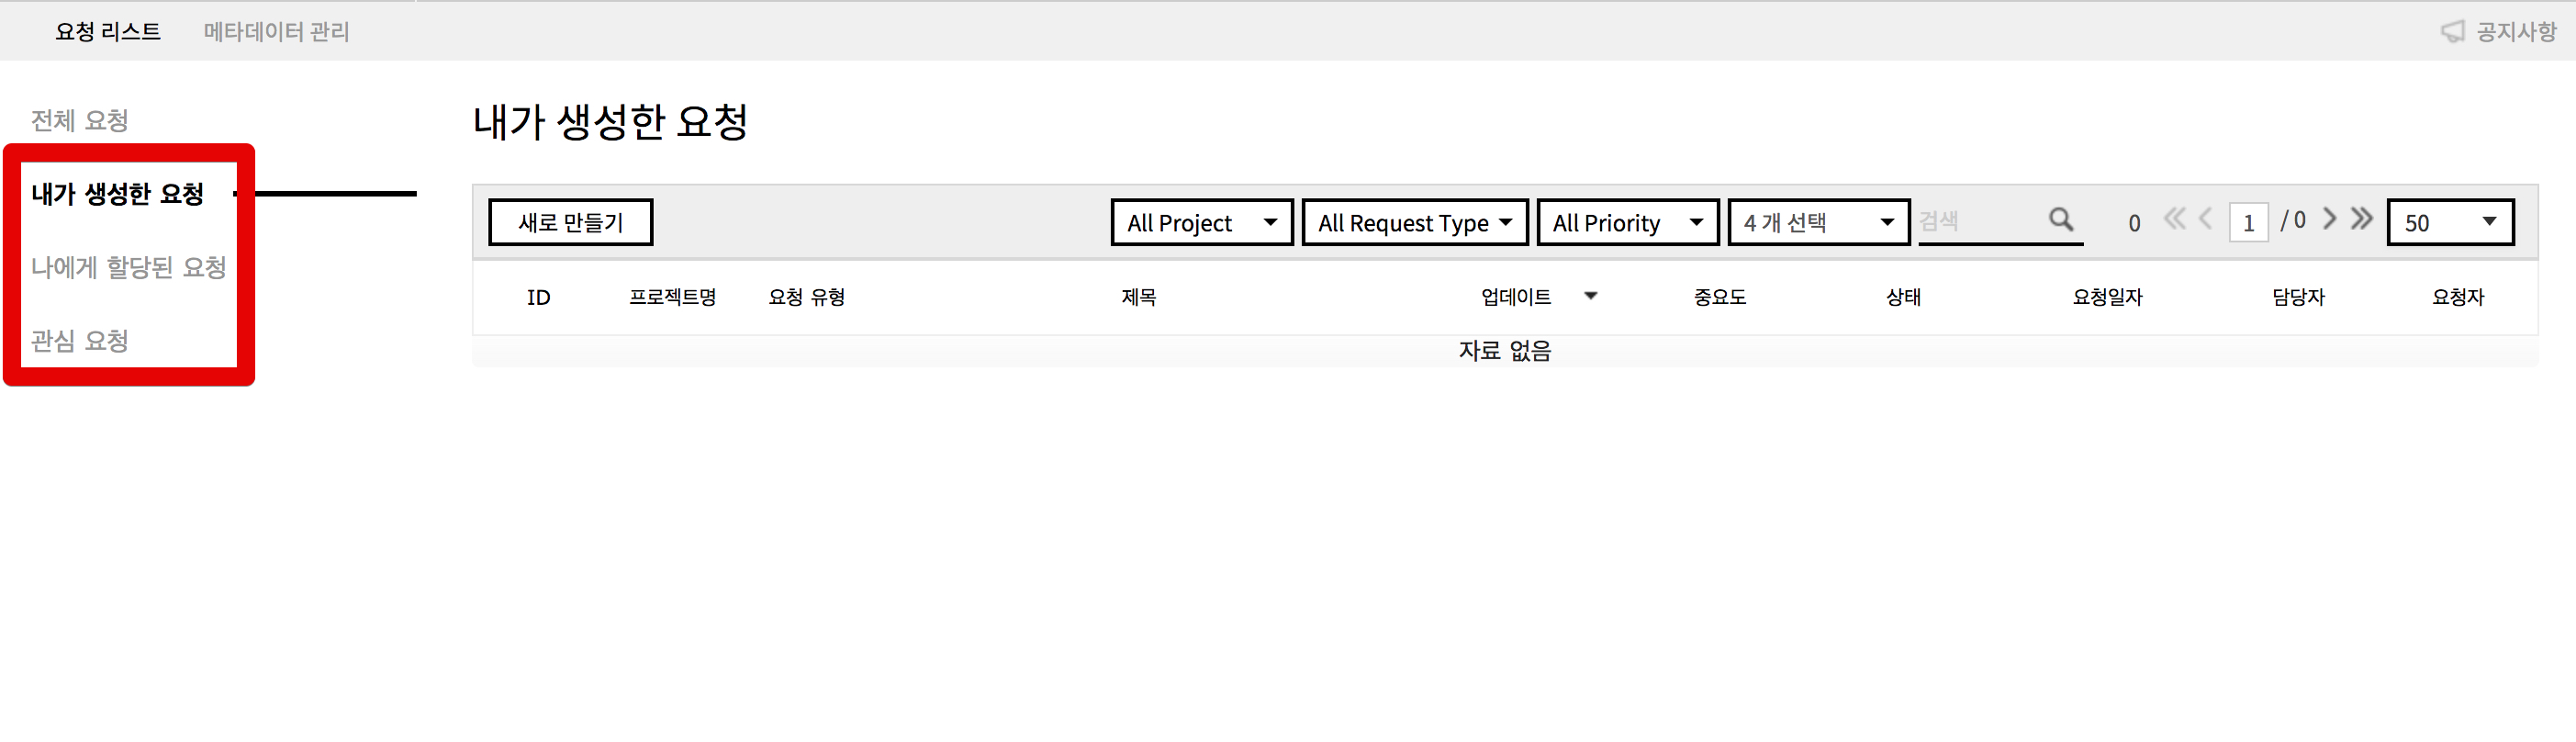 요청 리스트 메타데이터 관리 공지사항
전체 요청
내가 생성한 요청
나에게 할당된 요청
관심 요청
내가 생성한 요청
새로 만들기 All Project All Request Type All Priority 4 개 선택 검색 0 1 / 0 50
ID 프로젝트명 요청 유형 제목 업데이트 중요도 상태 요청일자 담당자 요청자
자료 없음